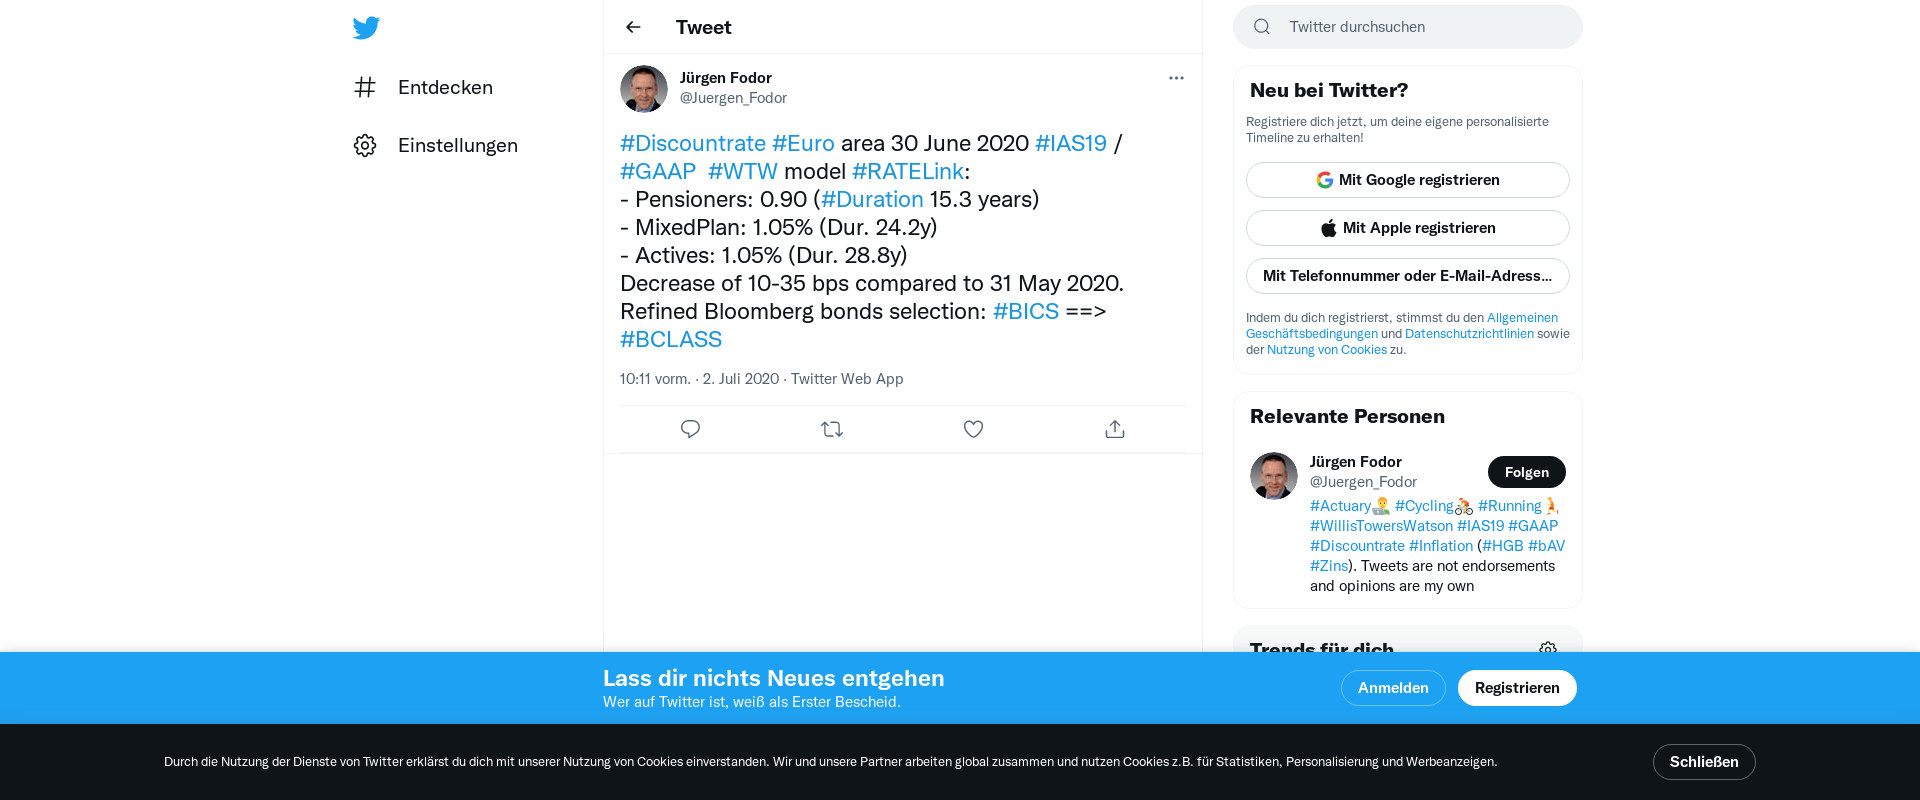 Entdecken
Einstellungen
Tweet
Jürgen Fodor
@Juergen_Fodor
#Discountrate #Euro area 30 June 2020 #IAS19 /
#GAAP  #WTW model #RATELink:
- Pensioners: 0.90 (#Duration 15.3 years)
- MixedPlan: 1.05% (Dur. 24.2y)
- Actives: 1.05% (Dur. 28.8y)
Decrease of 10-35 bps compared to 31 May 2020.
Refined Bloomberg bonds selection: #BICS ==>
#BCLASS
10:11 vorm. · 2. Juli 2020 · Twitter Web App
Twitter durchsuchen
Neu bei Twitter?
Registriere dich jetzt, um deine eigene personalisierte
Timeline zu erhalten!
Mit Google registrieren
Mit Apple registrieren
Mit Telefonnummer oder E-Mail-Adress...
Indem du dich registrierst, stimmst du den Allgemeinen
Geschäftsbedingungen und Datenschutzrichtlinien sowie
der Nutzung von Cookies zu.
Relevante Personen
Jürgen Fodor
@Juergen_Fodor
Folgen
#Actuary #Cycling #Running
#WillisTowersWatson #IAS19 #GAAP
#Discountrate #Inflation (#HGB #bAV
#Zins). Tweets are not endorsements
and opinions are my own
Trends für dich
Lass dir nichts Neues entgehen
Wer auf Twitter ist, weiß als Erster Bescheid.
Anmelden
Registrieren
Durch die Nutzung der Dienste von Twitter erklärst du dich mit unserer Nutzung von Cookies einverstanden. Wir und unsere Partner arbeiten global zusammen und nutzen Cookies z.B. für Statistiken, Personalisierung und Werbeanzeigen.
Schließen